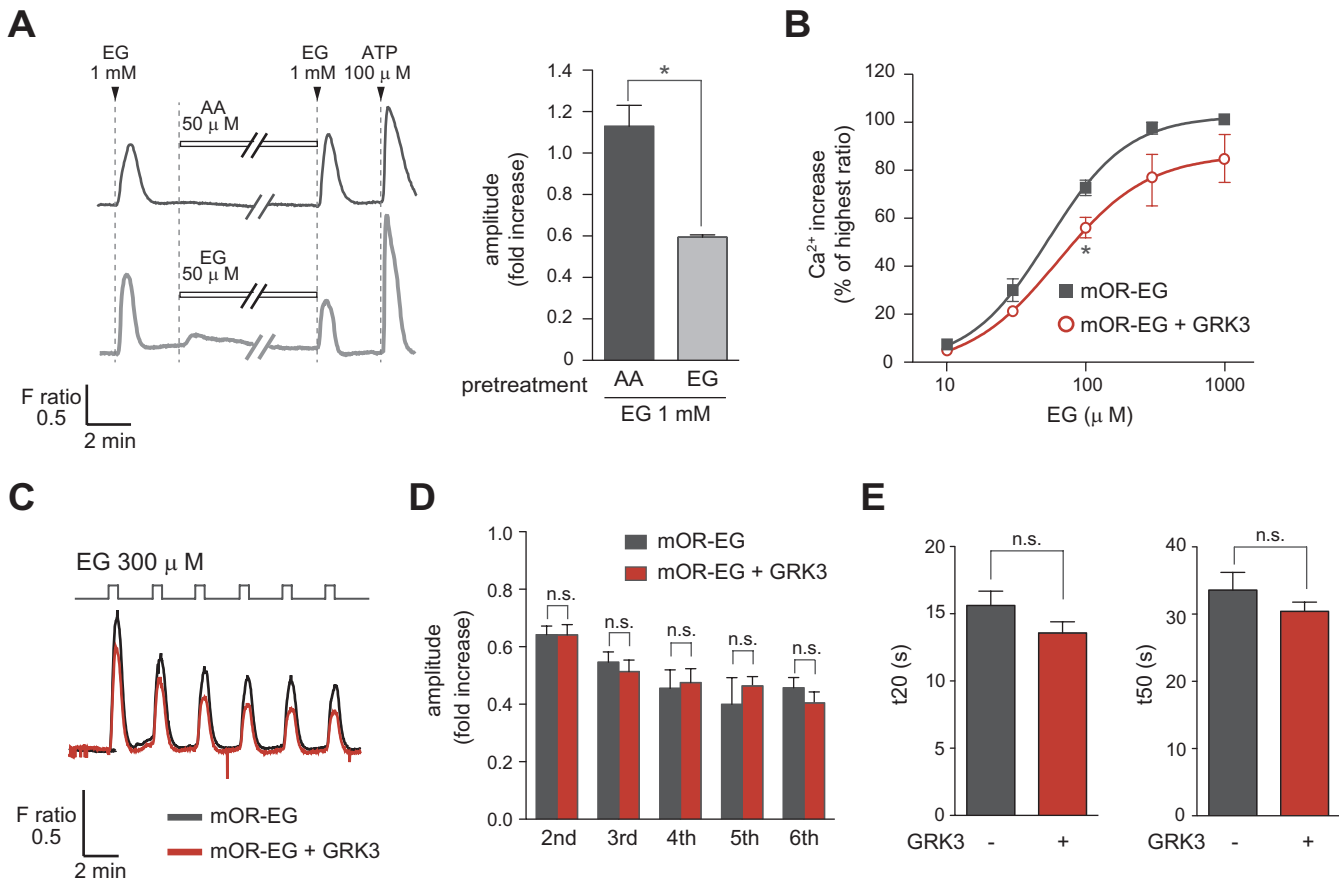 A
EG
1 mM
EG
1 mM
ATP
100 μ M
AA
50 μ M
EG
50 μ M
F ratio
0.5
2 min
amplitude
(fold increase)
1.4
1.2
1.0
0.8
0.6
0.4
0.2
0
*
pretreatment
AA
EG
EG 1 mM
B
Ca2+ increase
(% of highest ratio)
120
100
80
60
40
20
0
*
mOR-EG
mOR-EG + GRK3
10
100
1000
EG (μ M)
C
EG 300 μ M
F ratio
0.5
2 min
mOR-EG
mOR-EG + GRK3
D
amplitude
(fold increase)
1.0
0.8
0.6
0.4
0.2
0
mOR-EG
mOR-EG + GRK3
n.s.
n.s.
n.s.
n.s.
n.s.
2nd
3rd
4th
5th
6th
E
t20 (s)
20
15
10
5
0
n.s.
GRK3
-
+
t50 (s)
40
30
20
10
0
n.s.
GRK3
-
+